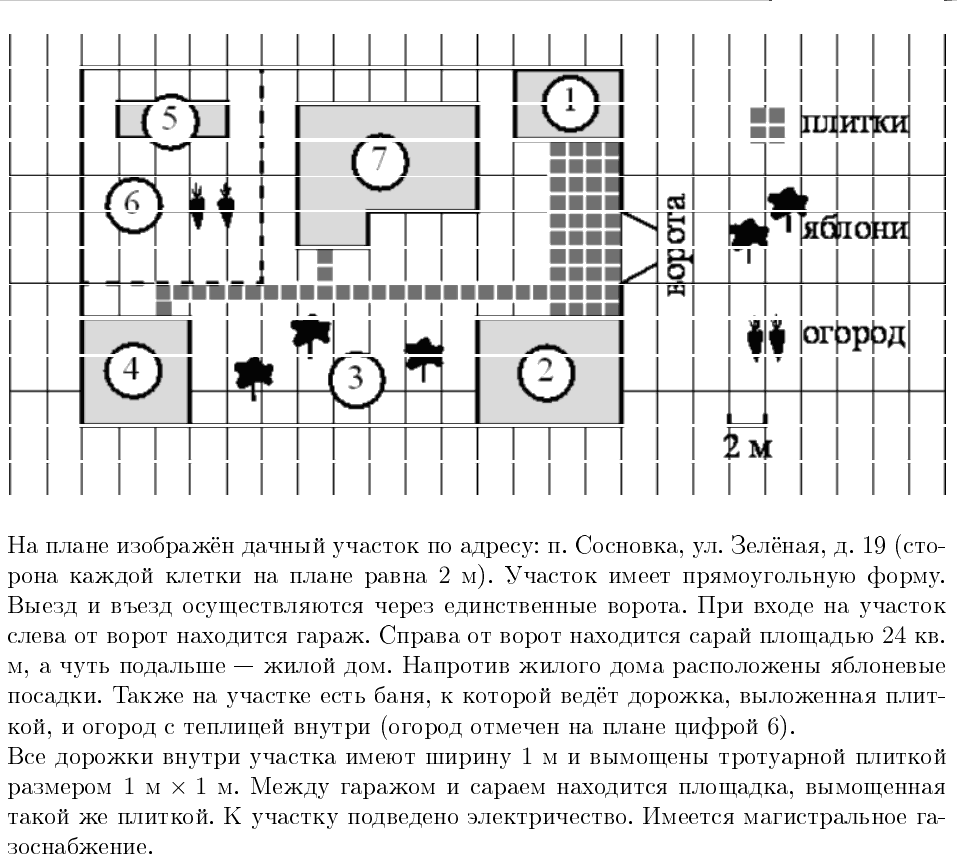 1
5
плитки
7
6
яблони
ворота
огород
4
3
2
2 м
На плане изображён дачный участок по адресу: п. Сосновка, ул. Зелёная, д. 19 (сто-
рона каждой клетки на плане равна 2 м). Участок имеет прямоугольную форму.
Выезд и въезд осуществляются через единственные ворота. При входе на участок
слева от ворот находится гараж. Справа от ворот находится сарай площадью 24 кв.
м, а чуть подальше — жилой дом. Напротив жилого дома расположены яблоневые
посадки. Также на участке есть баня, к которой ведёт дорожка, выложенная плит-
кой, и огород с теплицей внутри (огород отмечен на плане цифрой 6).
Все дорожки внутри участка имеют ширину 1 м и вымощены тротуарной плиткой
размером 1 м × 1 м. Между гаражом и сараем находится площадка, вымощенная
такой же плиткой. К участку подведено электричество. Имеется магистральное га-
зоснабжение.